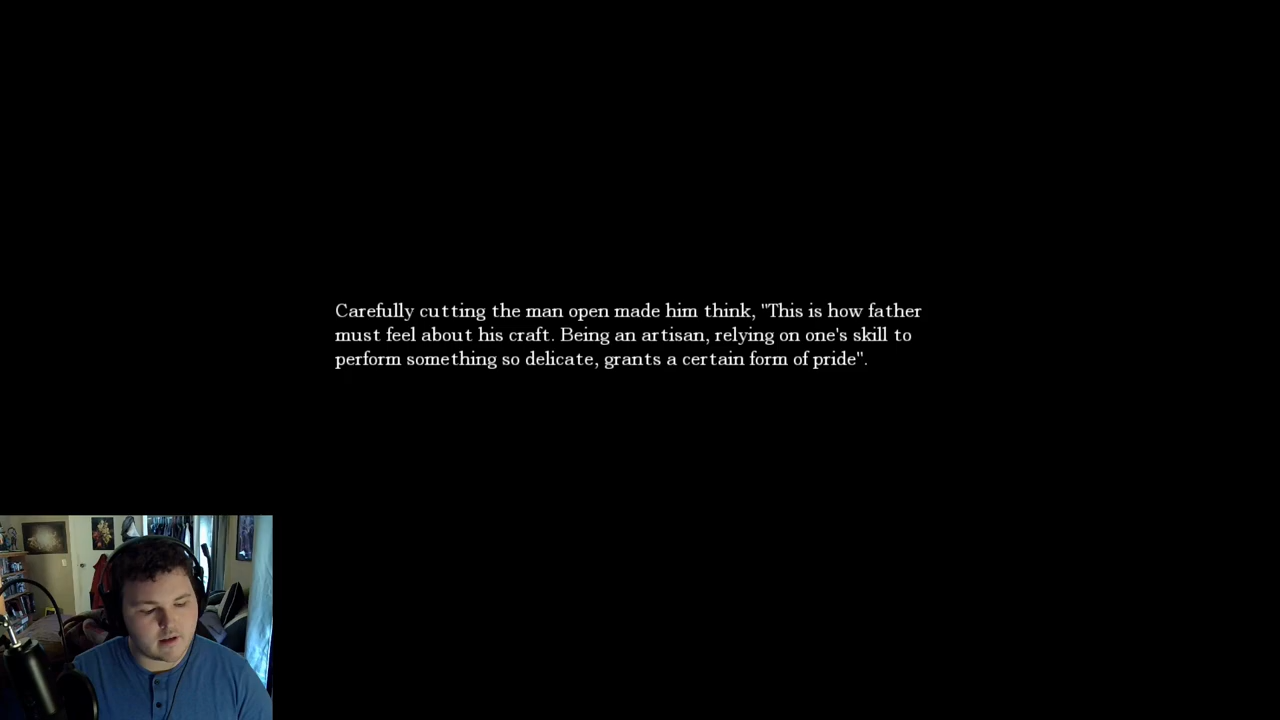 Carefully cutting the man open made him think, "This is how father
must feel about his craft. Being an artisan, relying on one's skill to
perform something so delicate, grants a certain form of pride".